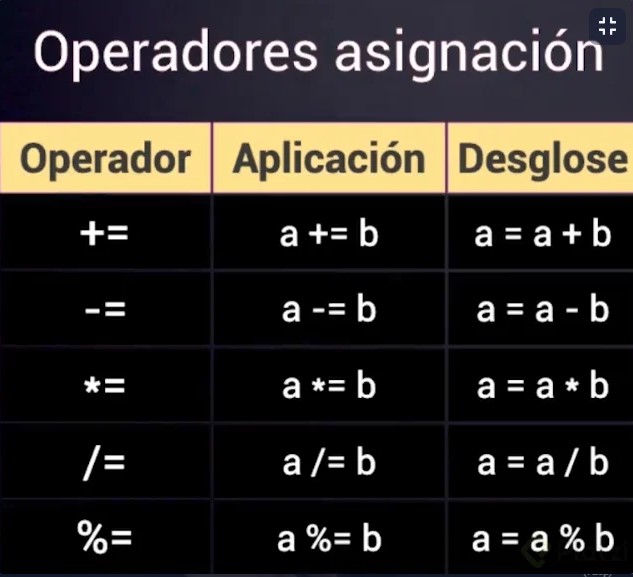 Operadores asignación
Operador Aplicación Desglose
+= a += b a = a + b
-= a -= b a = a - b
*= a *= b a = a * b
/= a /= b a = a / b
%= a %= b a = a % b